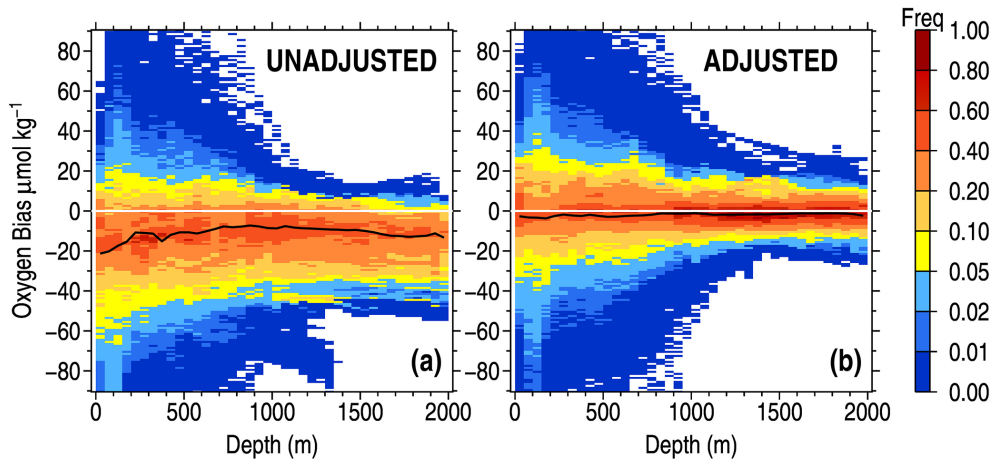 Freq
UNADJUSTED
ADJUSTED
Oxygen Bias μmol kg⁻¹
80
60
40
20
0
−20
−40
−60
−80
80
60
40
20
0
−20
−40
−60
−80
1.00
0.80
0.60
0.40
0.20
0.10
0.05
0.02
0.01
0.00
(a)
(b)
0 500 1000 1500 2000
0 500 1000 1500 2000
Depth (m)
Depth (m)